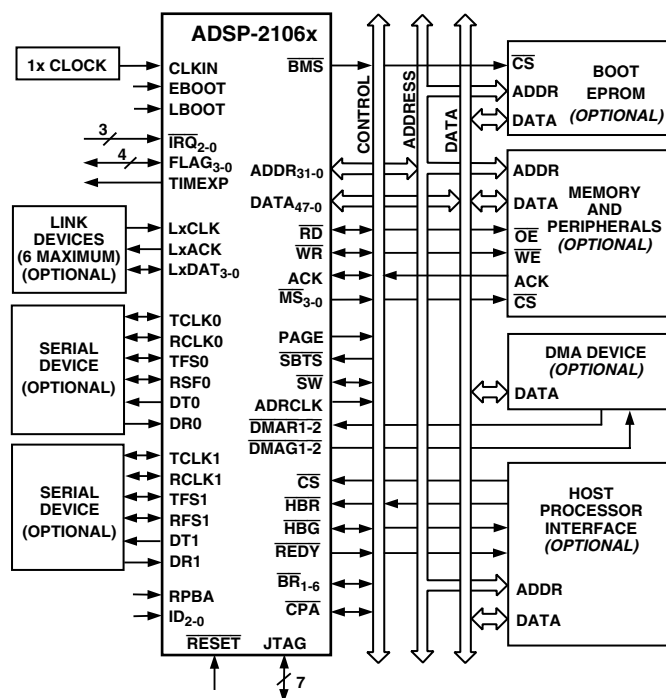 ADSP-2106x
1x CLOCK
CLKIN
EBOOT
LBOOT
3
IRQ2-0
4
FLAG3-0
TIMEXP
LINK
DEVICES
(6 MAXIMUM)
(OPTIONAL)
LxCLK
LxACK
LxDAT3-0
SERIAL
DEVICE
(OPTIONAL)
TCLK0
RCLK0
TFS0
RSF0
DT0
DR0
SERIAL
DEVICE
(OPTIONAL)
TCLK1
RCLK1
TFS1
RFS1
DT1
DR1
RPBA
ID2-0
RESET
JTAG
7
BMS
ADDR31-0
DATA47-0
RD
WR
ACK
MS3-0
PAGE
SBTS
SW
ADRCLK
DMAR1-2
DMAG1-2
CS
HBR
HBG
REDY
BR1-6
CPA
CONTROL
ADDRESS
DATA
CS
BOOT
EPROM
(OPTIONAL)
ADDR
DATA
ADDR
MEMORY
AND
PERIPHERALS
(OPTIONAL)
DATA
OE
WE
ACK
CS
DMA DEVICE
(OPTIONAL)
DATA
HOST
PROCESSOR
INTERFACE
(OPTIONAL)
ADDR
DATA